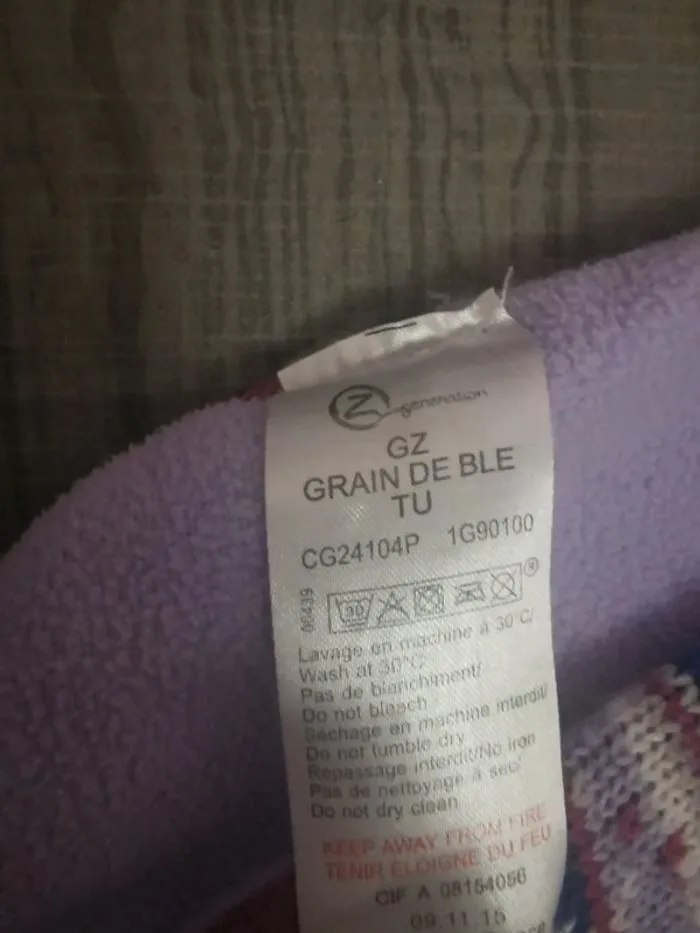 Z generation
GZ
GRAIN DE BLE
TU
CG24104P 1G90100
00439
30
Lavage en machine à 30°C/
Wash at 30°C
Pas de blanchiment/
Do not bleach
Séchage en machine interdit/
Do not tumble dry
Repassage interdit/No iron
Pas de nettoyage à sec/
Do not dry clean
KEEP AWAY FROM FIRE
TENIR ELOIGNE DU FEU
CIF A 08154056
09.11.15